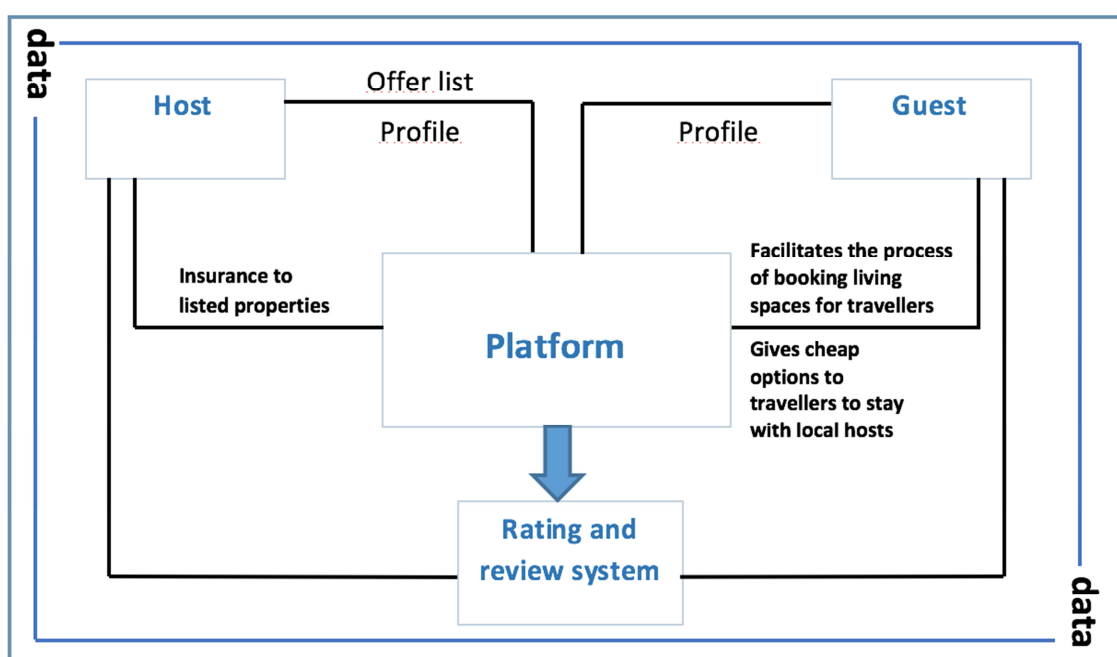 data
Host
Offer list
Profile
Profile
Guest
Insurance to
listed properties
Platform
Facilitates the process
of booking living
spaces for travellers
Gives cheap
options to
travellers to stay
with local hosts
Rating and
review system
data